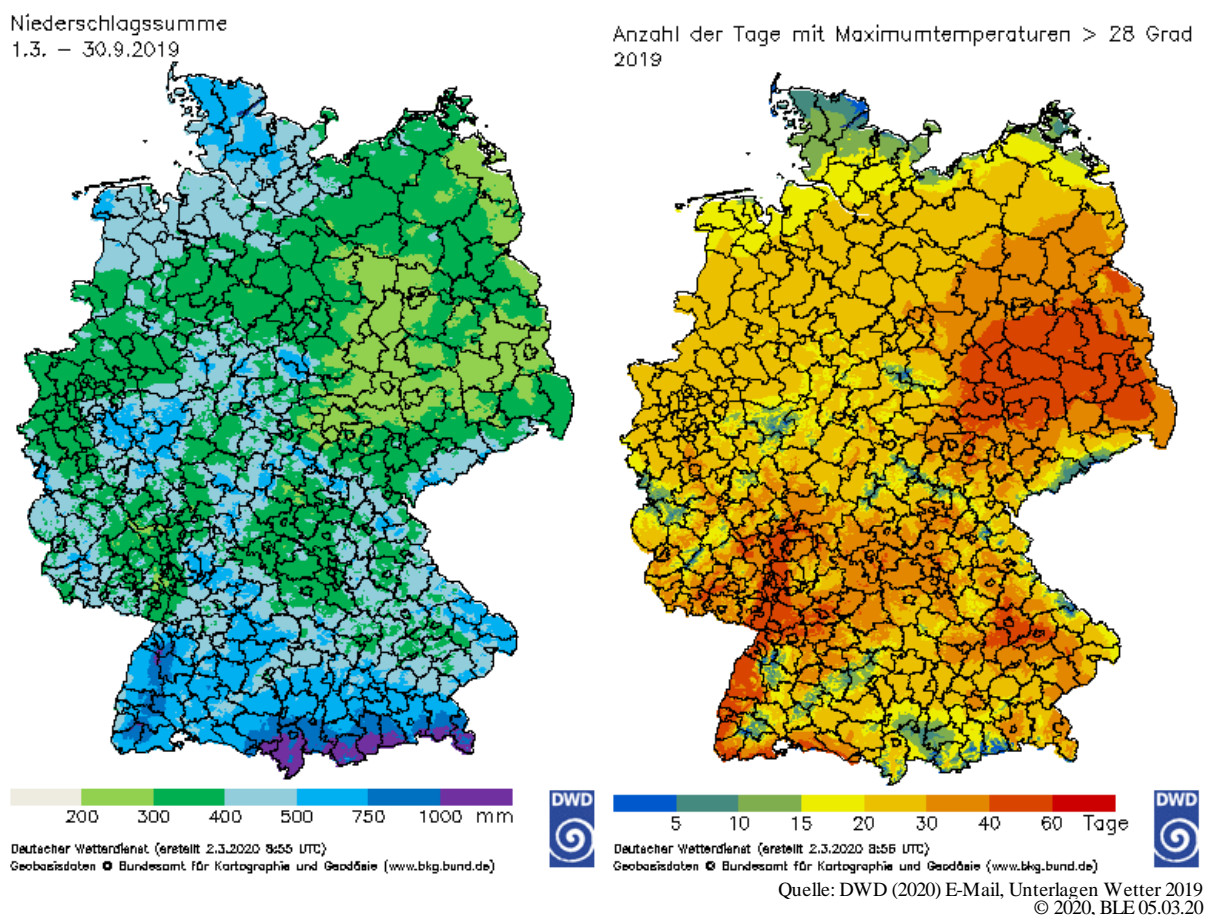 Niederschlagssumme
1.3. – 30.9.2019
Anzahl der Tage mit Maximumtemperaturen > 28 Grad
2019
200 300 400 500 750 1000 mm
DWD
Deutscher Wetterdienst (erstellt 2.3.2020 8:55 UTC)
Geobasisdaten © Bundesamt für Kartographie und Geodäsie (www.bkg.bund.de)
5 10 15 20 30 40 60 Tage
DWD
Deutscher Wetterdienst (erstellt 2.3.2020 8:56 UTC)
Geobasisdaten © Bundesamt für Kartographie und Geodäsie (www.bkg.bund.de)
Quelle: DWD (2020) E-Mail, Unterlagen Wetter 2019
© 2020, BLE 05.03.20